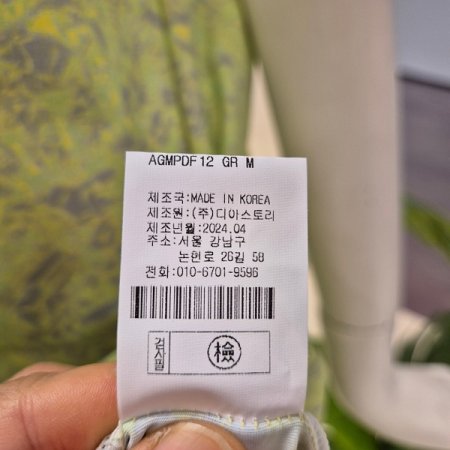 AGMPDF12 GR M
제조국:MADE IN KOREA
제조원:(주)디아스토리
제조년월:2024.04
주소:서울 강남구
논현로 26길 58
전화:010-6701-9596
검사필
檢